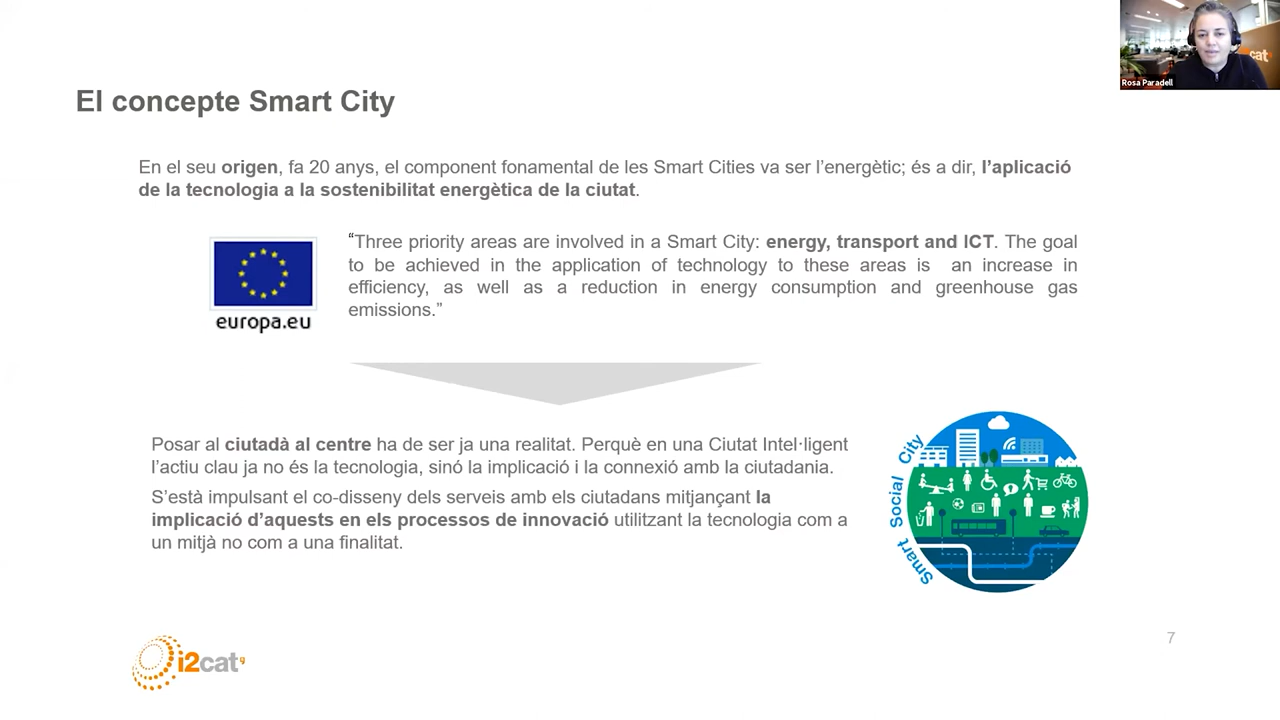 cat
Rosa Paradell
El concepte Smart City
En el seu origen, fa 20 anys, el component fonamental de les Smart Cities va ser l’energètic; és a dir, l’aplicació
de la tecnologia a la sostenibilitat energètica de la ciutat.
“Three priority areas are involved in a Smart City: energy, transport and ICT. The goal
to be achieved in the application of technology to these areas is an increase in
efficiency, as well as a reduction in energy consumption and greenhouse gas
emissions.”
europa.eu
Posar al ciutadà al centre ha de ser ja una realitat. Perquè en una Ciutat Intel·ligent
l’actiu clau ja no és la tecnologia, sinó la implicació i la connexió amb la ciutadania.
S’està impulsant el co-disseny dels serveis amb els ciutadans mitjançant la
implicació d’aquests en els processos de innovació utilitzant la tecnologia com a
un mitjà no com a una finalitat.
Smart Social City
i2cat
7